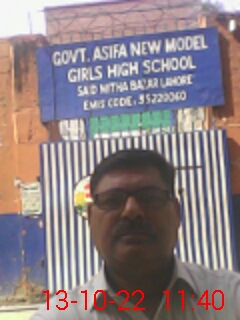 GOVT. ASIFA NEW MODEL
GIRLS HIGH SCHOOL
SAID MITHA BAZAR LAHORE
EMIS CODE: 35220060
13-10-22 11:40